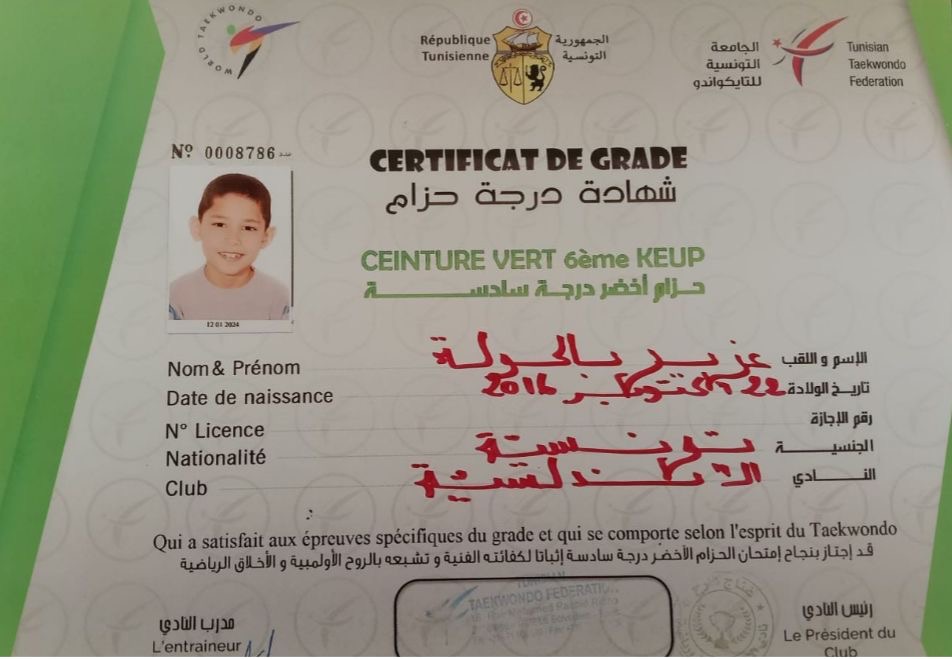 WORLD TAEKWONDO
République
Tunisienne
الجمهورية
التونسية
الجامعة
التونسية
للتايكواندو
Tunisian
Taekwondo
Federation
Nº 0008786 عدد
CERTIFICAT DE GRADE
شهادة درجة حزام
CEINTURE VERT 6ème KEUP
حزام أخضر درجة سادسة
12 01 2024
Nom & Prénom عزيز بالحولة الإسم و اللقب
Date de naissance 22 أكتوبر 2016 تاريخ الولادة
N° Licence رقم الإجازة
Nationalité تونسية الجنسية
Club النادي
Qui a satisfait aux épreuves spécifiques du grade et qui se comporte selon l'esprit du Taekwondo
قد إجتاز بنجاح إمتحان الحزام الأخضر درجة سادسة إثباتا لكفائته الفنية و تشبعه بالروح الأولمبية و الأخلاق الرياضية
مدرب النادي
L'entraineur
TUNISIAN
TAEKWONDO FEDERATION
رئيس النادي
Le Président du
Club